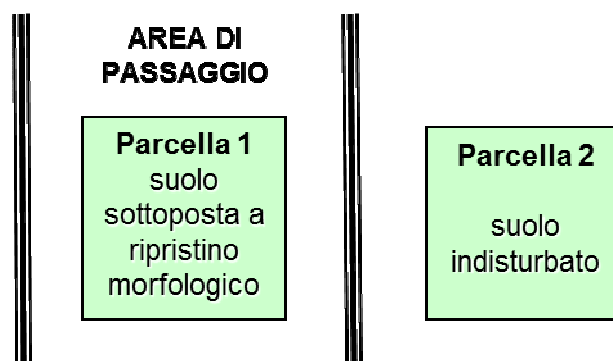 AREA DI
PASSAGGIO
Parcella 1
suolo
sottoposta a
ripristino
morfologico
Parcella 2
suolo
indisturbato